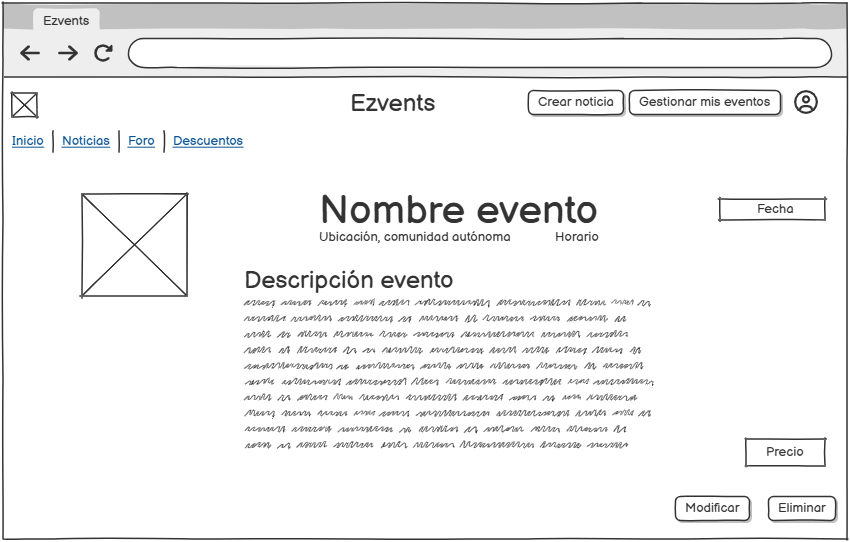 Ezvents
Ezvents
Crear noticia
Gestionar mis eventos
Inicio
Noticias
Foro
Descuentos
Nombre evento
Fecha
Ubicación, comunidad autónoma
Horario
Descripción evento
Precio
Modificar
Eliminar